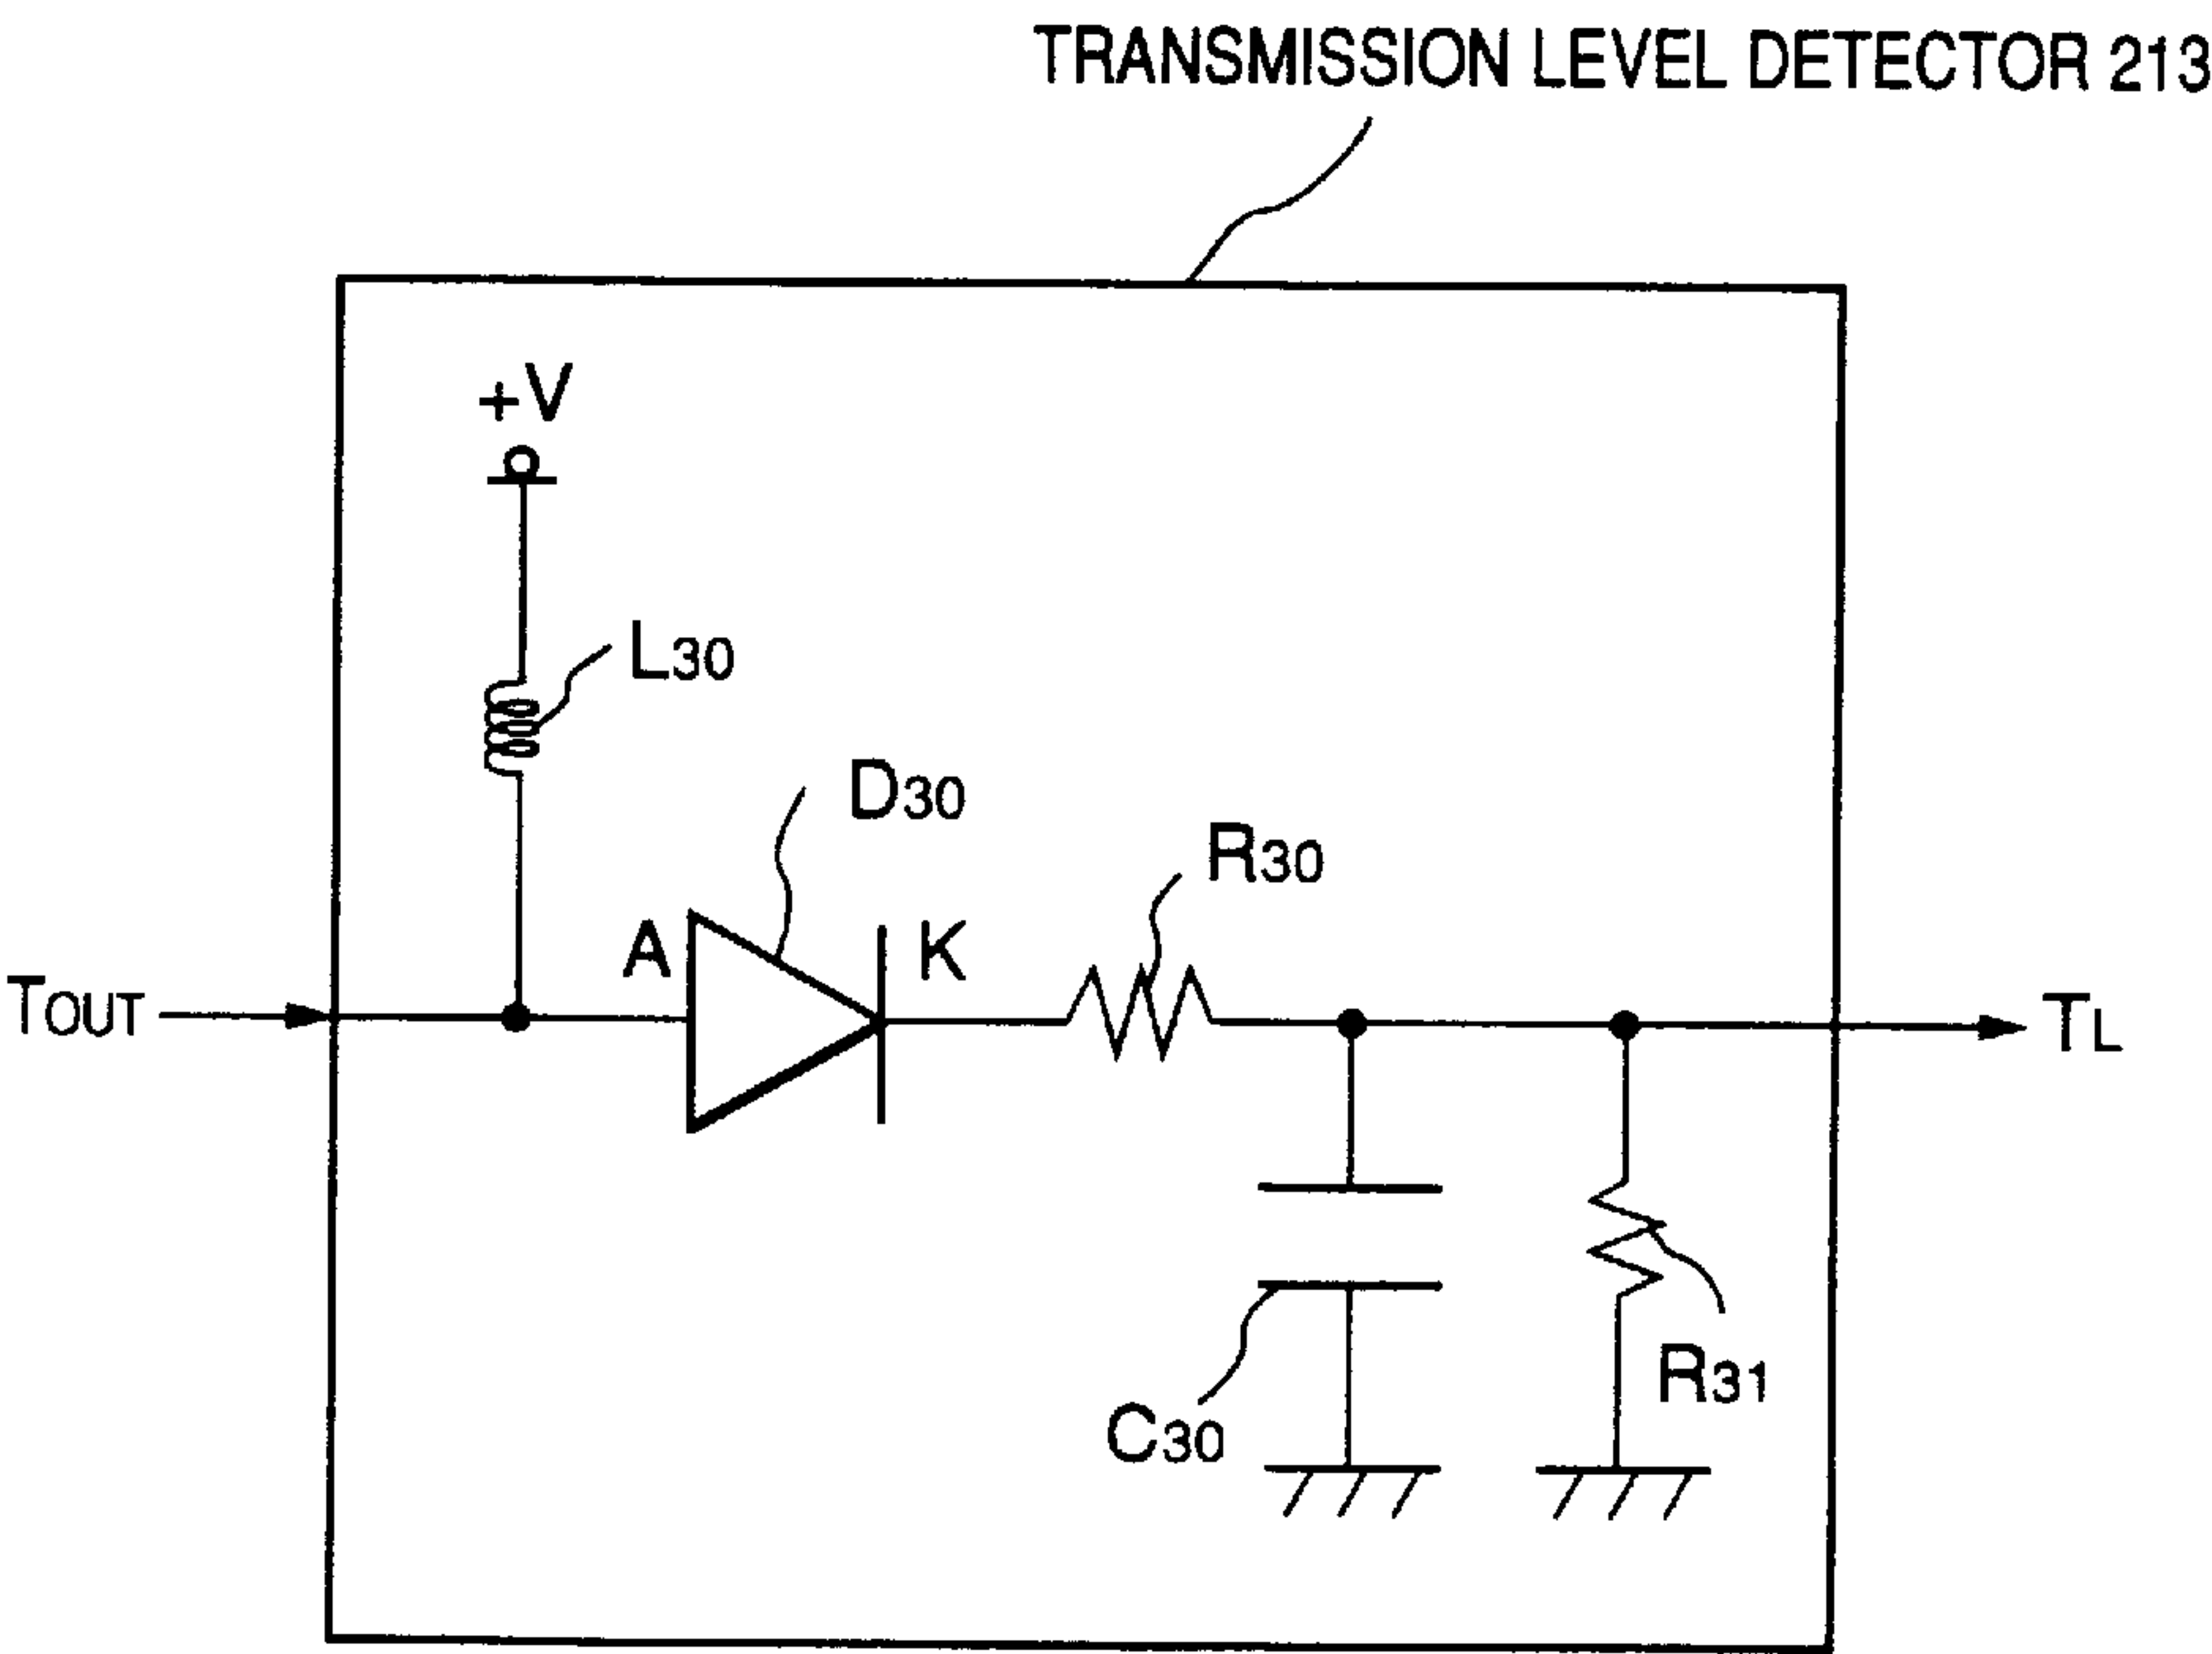 TRANSMISSION LEVEL DETECTOR 213
+V
L30
D30
R30
A
K
TOUT
TL
R31
C30